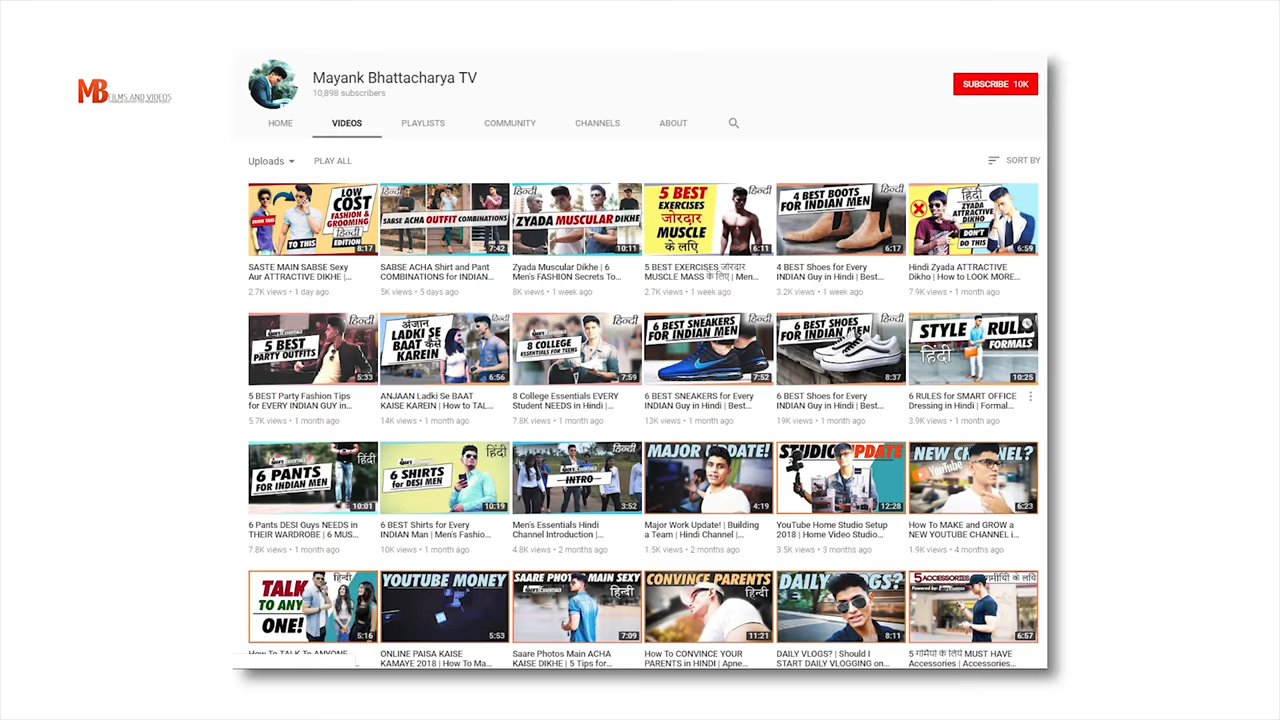 Mayank Bhattacharya TV
10,898 subscribers
SUBSCRIBE 10K
MB FILMS AND VIDEOS
HOME VIDEOS PLAYLISTS COMMUNITY CHANNELS ABOUT
Uploads PLAY ALL SORT BY
FROM THIS
TO THIS
LOW
COST
FASHION &
GROOMING
हिन्दी
EDITION
8:17
हिन्दी
SABSE ACHA OUTFIT COMBINATIONS
7:42
हिन्दी
ZYADA MUSCULAR DIKHE
10:11
5 BEST
EXERCISES
जोरदार
MUSCLE
के लिए
हिन्दी
6:11
4 BEST BOOTS
FOR INDIAN MEN
हिन्दी
6:17
हिन्दी
ZYADA
ATTRACTIVE
DIKHO
DON'T
DO THIS
6:59
SASTE MAIN SABSE Sexy
Aur ATTRACTIVE DIKHE |...
2.7K views • 1 day ago
SABSE ACHA Shirt and Pant
COMBINATIONS for INDIAN...
5K views • 5 days ago
Zyada Muscular Dikhe | 6
Men's FASHION Secrets To...
8K views • 1 week ago
5 BEST EXERCISES जोरदार
MUSCLE MASS के लिए | Men...
2.7K views • 1 week ago
4 BEST Shoes for Every
INDIAN Guy in Hindi | Best...
3.2K views • 1 week ago
Hindi Zyada ATTRACTIVE
Dikho | How to LOOK MORE...
7.9K views • 1 month ago
हिन्दी
5 BEST
PARTY OUTFITS
5:33
अंजान
LADKI SE
BAAT कैसे
KAREIN
हिन्दी
6:56
हिन्दी
8 COLLEGE
ESSENTIALS FOR TEENS
7:59
6 BEST SNEAKERS
FOR INDIAN MEN
हिन्दी
7:52
6 BEST SHOES
FOR INDIAN MEN
हिन्दी
8:37
STYLE RUL
FORMALS
हिंदी
10:25
5 BEST Party Fashion Tips
for EVERY INDIAN GUY in...
5.7K views • 1 month ago
ANJAAN Ladki Se BAAT
KAISE KAREIN | How to TAL...
14K views • 1 month ago
8 College Essentials EVERY
Student NEEDS in Hindi |...
7.8K views • 1 month ago
6 BEST SNEAKERS for Every
INDIAN Guy in Hindi | Best...
13K views • 1 month ago
6 BEST Shoes for Every
INDIAN Guy in Hindi | Best...
19K views • 1 month ago
6 RULES for SMART OFFICE
Dressing in Hindi | Formal...
3.9K views • 1 month ago
हिंदी
6 PANTS
FOR INDIAN MEN
10:01
हिंदी
6 SHIRTS
for DESI MEN
10:19
INTRO
3:52
MAJOR UPDATE!
4:19
STUDIO UPDATE
12:28
NEW CHANNEL?
YouTube
6:23
6 Pants DESI Guys NEEDS in
THEIR WARDROBE | 6 MUS...
7.8K views • 1 month ago
6 BEST Shirts for Every
INDIAN Man | Men's Fashio...
10K views • 1 month ago
Men's Essentials Hindi
Channel Introduction |...
4.8K views • 2 months ago
Major Work Update! | Building
a Team | Hindi Channel |...
1.5K views • 2 months ago
YouTube Home Studio Setup
2018 | Home Video Studio...
3.5K views • 3 months ago
How To MAKE and GROW a
NEW YOUTUBE CHANNEL i...
1.9K views • 4 months ago
TALK
TO ANY
ONE!
हिन्दी
5:16
YOUTUBE MONEY
5:53
SAARE PHOTO MAIN SEXY
हिन्दी
7:09
CONVINCE PARENTS
हिन्दी
11:21
DAILY VLOGS?
8:11
5 ACCESSORIES गर्मीयों के लिये
Powered by:
6:57
How To TALK To ANYONE
ONLINE PAISA KAISE
KAMAYE 2018 | How To Ma...
Saare Photos Main ACHA
KAISE DIKHE | 5 Tips for...
How To CONVINCE YOUR
PARENTS in HINDI | Apne...
DAILY VLOGS? | Should I
START DAILY VLOGGING on...
5 गर्मियों के लिये MUST HAVE
Accessories | Accessories...